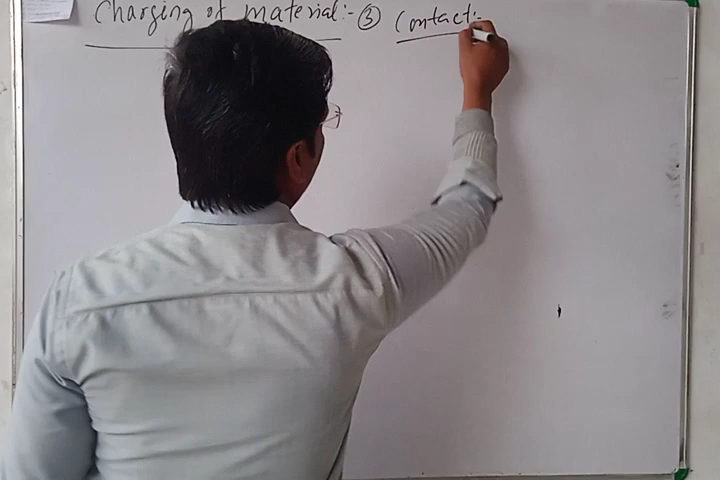 Charging of material:- ③ Contact:-